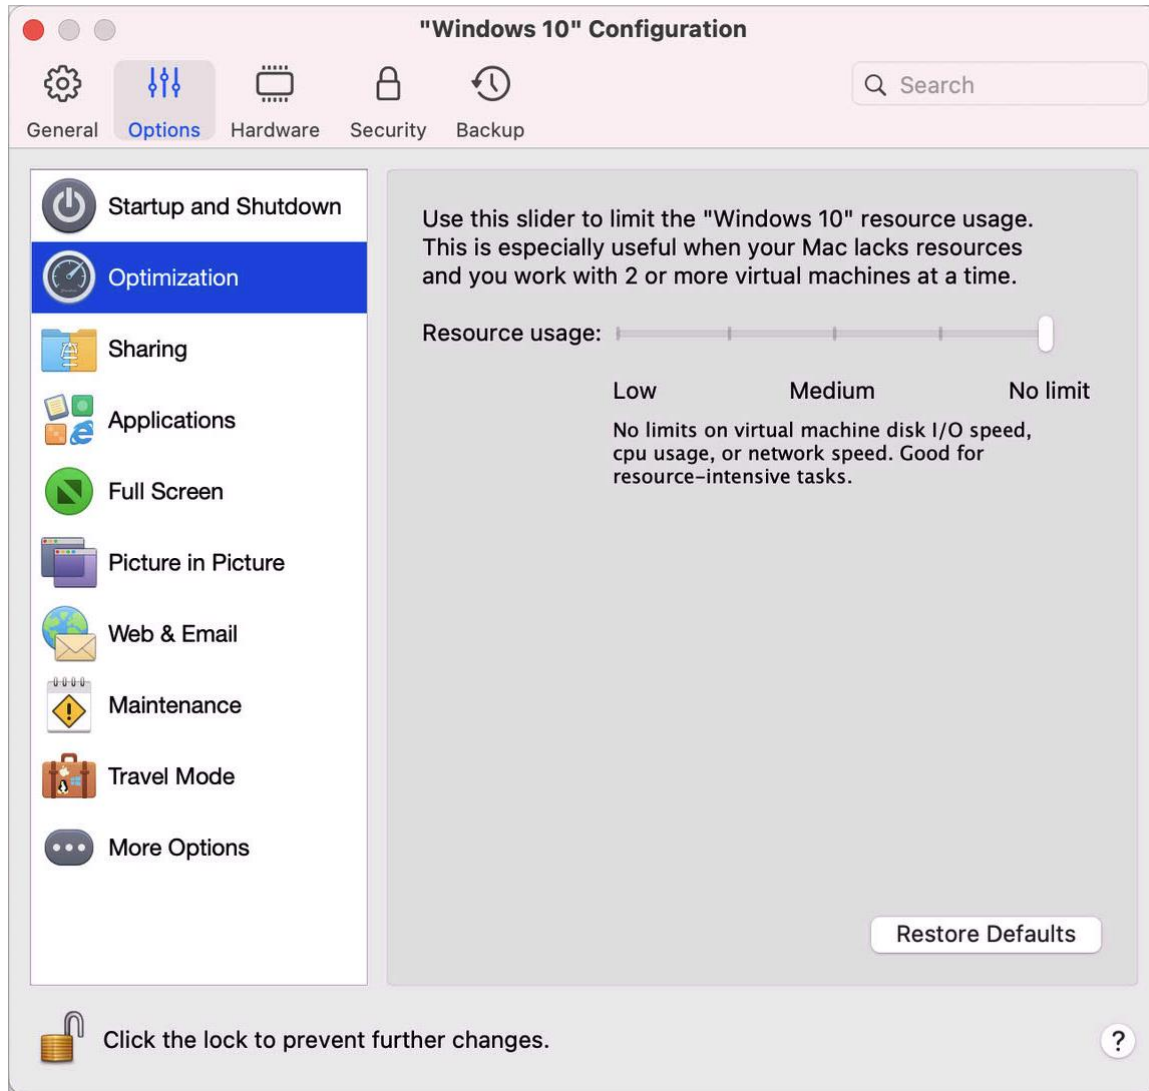 "Windows 10" Configuration
General
Options
Hardware
Security
Backup
Search
Startup and Shutdown
Optimization
Sharing
Applications
Full Screen
Picture in Picture
Web & Email
Maintenance
Travel Mode
More Options
Use this slider to limit the "Windows 10" resource usage.
This is especially useful when your Mac lacks resources
and you work with 2 or more virtual machines at a time.
Resource usage:
Low
Medium
No limit
No limits on virtual machine disk I/O speed,
cpu usage, or network speed. Good for
resource-intensive tasks.
Restore Defaults
Click the lock to prevent further changes.
?